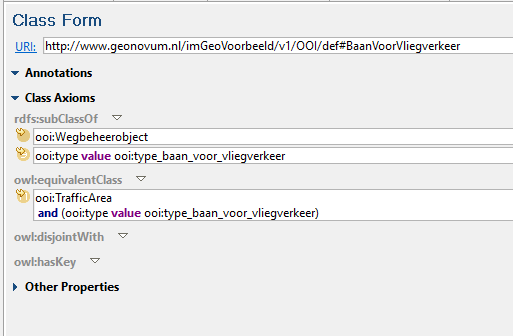 Class Form
URI: http://www.geonovum.nl/imGeoVoorbeeld/v1/OOI/def#BaanVoorVliegverkeer
Annotations
Class Axioms
rdfs:subClassOf
ooi:Wegbeheerobject
ooi:type value ooi:type_baan_voor_vliegverkeer
owl:equivalentClass
ooi:TrafficArea
and (ooi:type value ooi:type_baan_voor_vliegverkeer)
owl:disjointWith
owl:hasKey
Other Properties